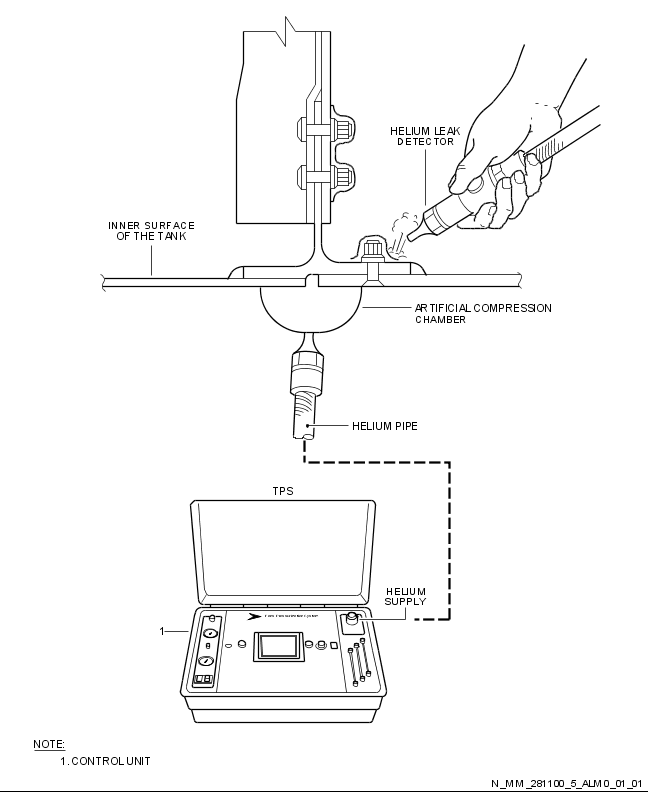 HELIUM LEAK
DETECTOR
INNER SURFACE
OF THE TANK
ARTIFICIAL COMPRESSION
CHAMBER
HELIUM PIPE
TPS
HELIUM
SUPPLY
1
NOTE:
1. CONTROL UNIT
N_MM_281100_5_ALM0_01_01